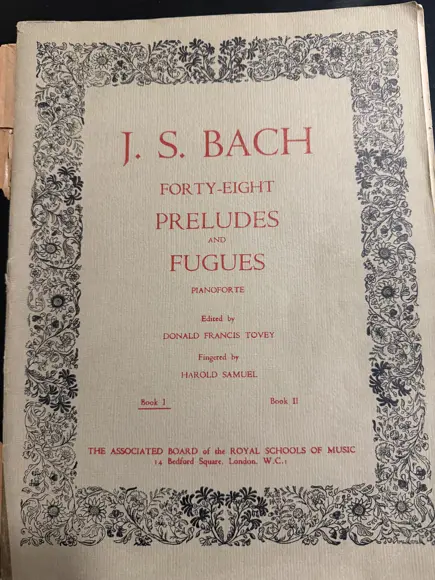 J. S. BACH
FORTY-EIGHT
PRELUDES
AND
FUGUES
PIANOFORTE
Edited by
DONALD FRANCIS TOVEY
Fingered by
HAROLD SAMUEL
Book I Book II
THE ASSOCIATED BOARD of the ROYAL SCHOOLS OF MUSIC
14 Bedford Square, London, W.C.1